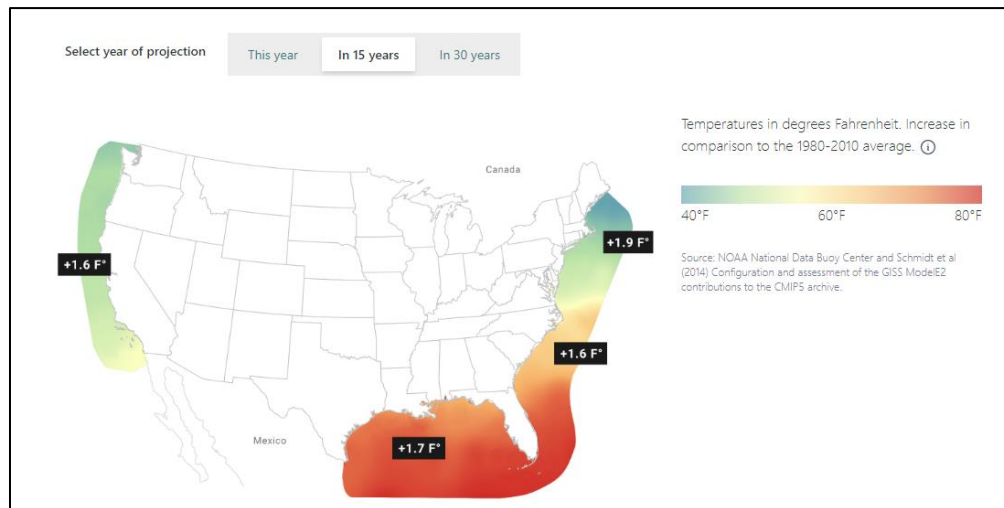 Select year of projection
This year
In 15 years
In 30 years
Temperatures in degrees Fahrenheit. Increase in
comparison to the 1980-2010 average.
Canada
40°F
60°F
80°F
+1.9 F°
+1.6 F°
Source: NOAA National Data Buoy Center and Schmidt et al
(2014) Configuration and assessment of the GISS ModelE2
contributions to the CMIP5 archive.
+1.6 F°
Mexico
+1.7 F°